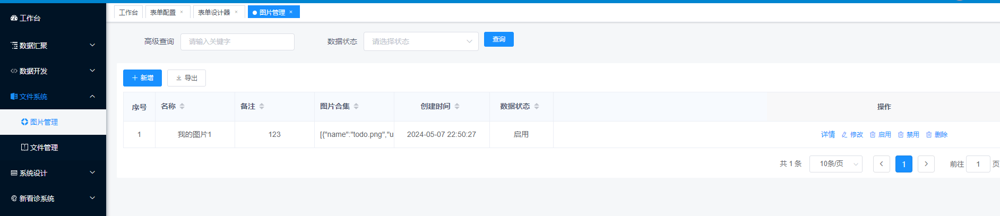 工作台
数据汇聚
数据开发
文件系统
图片管理
文件管理
系统设计
新看诊系统
工作台 表单配置 × 表单设计器 × 图片管理 ×
高级查询 请输入关键字 数据状态 请选择状态 查询
新增 导出
序号 名称 备注 图片合集 创建时间 数据状态 操作
1 我的图片1 123 [{"name":"todo.png","u 2024-05-07 22:50:27 启用 详情 修改 启用 禁用 删除
共 1 条 10条/页 1 前往 1 页